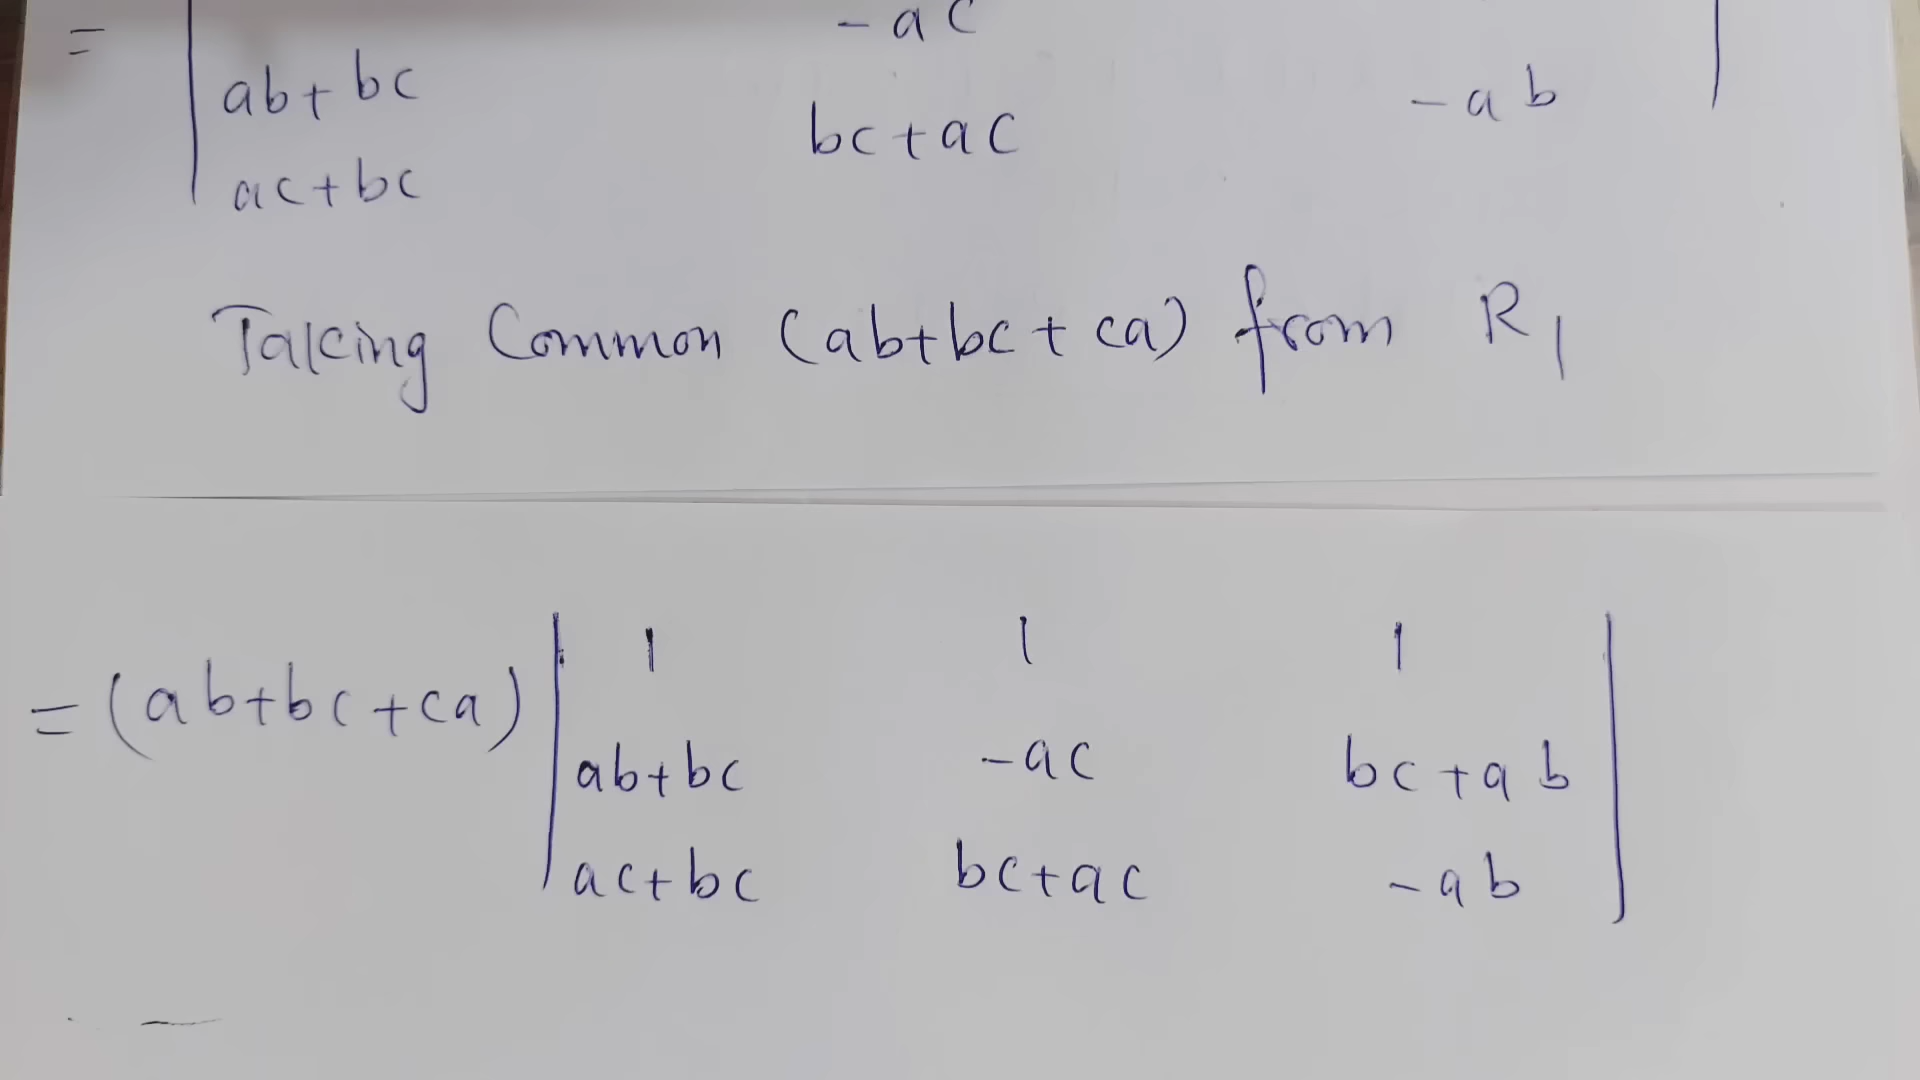 = | - ac |
ab+bc - ab
bc+ac
ac+bc
Taking Common (ab+bc+ca) from R1
= (ab+bc+ca) | 1 1 1 |
ab+bc -ac bc+ab
ac+bc bc+ac -ab